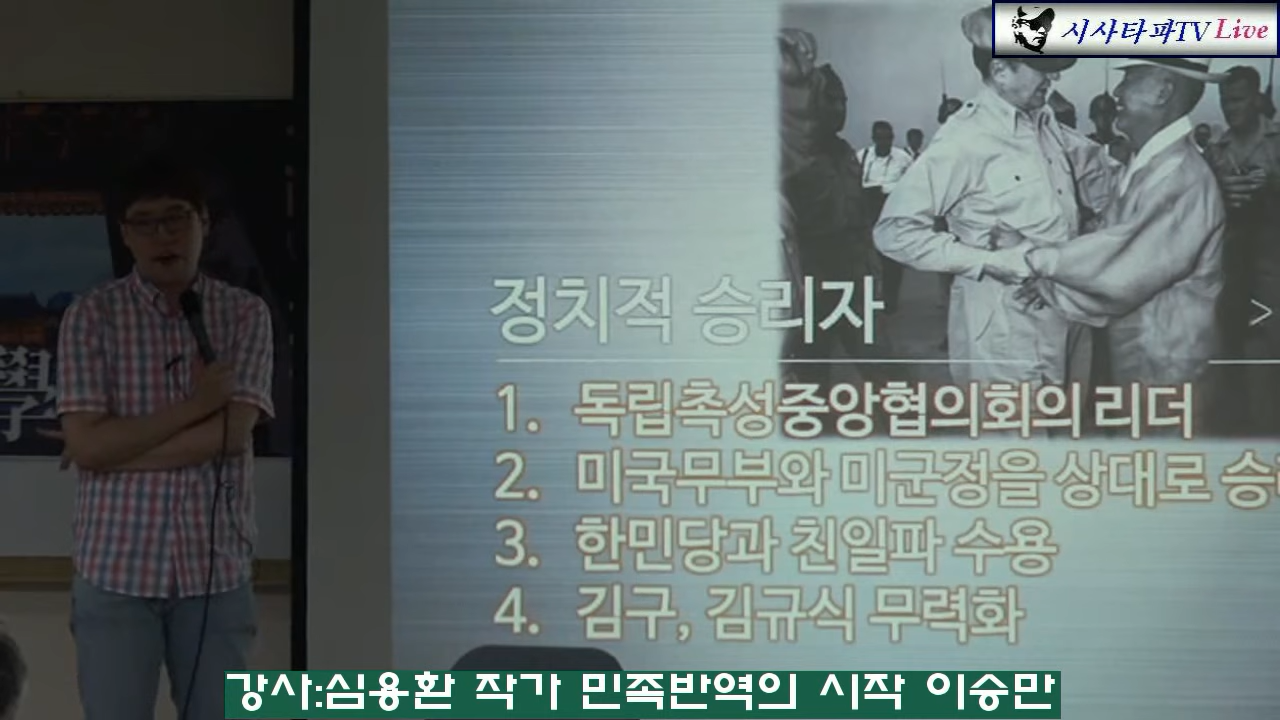 시사타파TV Live
學
정치적 승리자
>
1. 독립촉성중앙협의회의 리더
2. 미국무부와 미군정을 상대로
3. 한민당과 친일파 수용
4. 김구, 김규식 무력화
강사:심용환 작가 민족반역의 시작 이승만